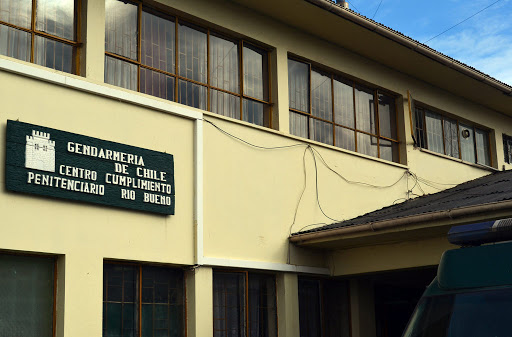 GENDARMERIA
DE CHILE
CENTRO CUMPLIMIENTO
PENITENCIARIO RIO BUENO